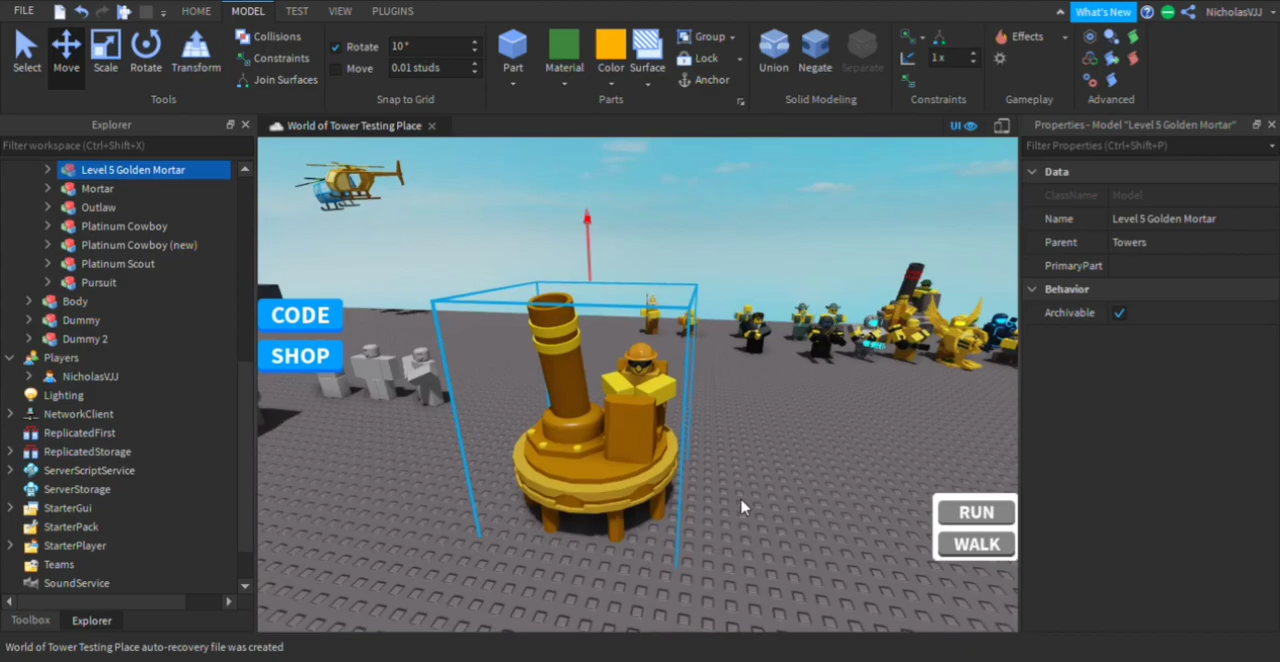 FILE HOME MODEL TEST VIEW PLUGINS What's New NicholasVJJ
Select Move Scale Rotate Transform
Collisions
Constraints
Join Surfaces
Tools
Rotate 10°
Move 0.01 studs
Snap to Grid
Part Material Color Surface
Group
Lock
Anchor
Parts
Union Negate Separate
Solid Modeling
1x
Constraints
Effects
Gameplay
Advanced
Explorer
Filter workspace (Ctrl+Shift+X)
Level 5 Golden Mortar
Mortar
Outlaw
Platinum Cowboy
Platinum Cowboy (new)
Platinum Scout
Pursuit
Body
Dummy
Dummy 2
Players
NicholasVJJ
Lighting
NetworkClient
ReplicatedFirst
ReplicatedStorage
ServerScriptService
ServerStorage
StarterGui
StarterPack
StarterPlayer
Teams
SoundService
Toolbox Explorer
World of Tower Testing Place
UI
CODE
SHOP
RUN
WALK
Properties - Model "Level 5 Golden Mortar"
Filter Properties (Ctrl+Shift+P)
Data
ClassName Model
Name Level 5 Golden Mortar
Parent Towers
PrimaryPart
Behavior
Archivable
World of Tower Testing Place auto-recovery file was created